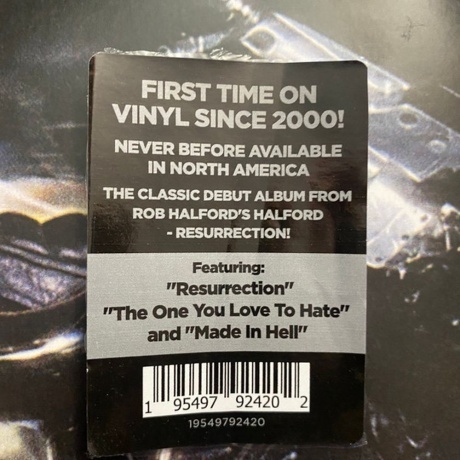 FIRST TIME ON
VINYL SINCE 2000!
NEVER BEFORE AVAILABLE
IN NORTH AMERICA
THE CLASSIC DEBUT ALBUM FROM
ROB HALFORD'S HALFORD
- RESURRECTION!
Featuring:
"Resurrection"
"The One You Love To Hate"
and "Made In Hell"
1 95497 92420 2
19549792420